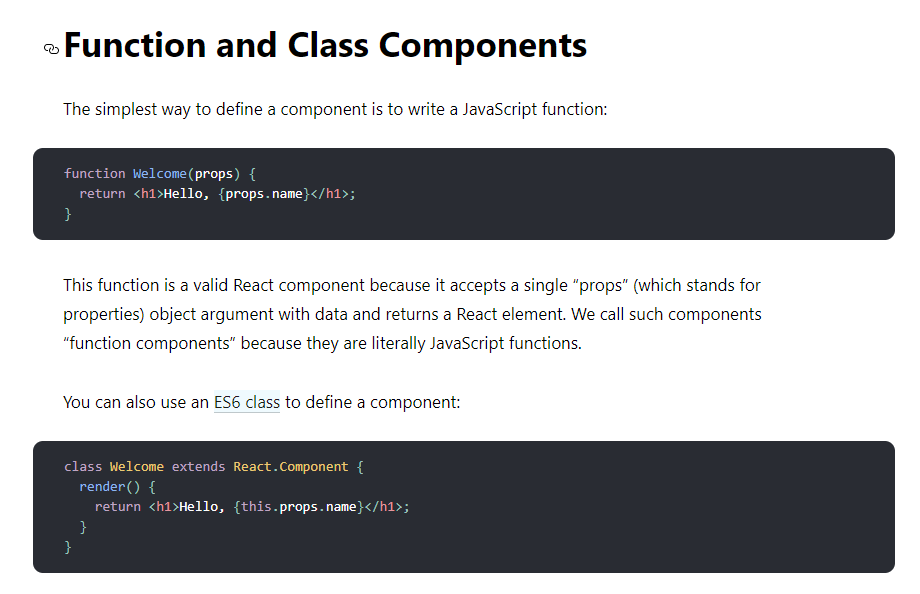 Function and Class Components
The simplest way to define a component is to write a JavaScript function:
function Welcome(props) {
  return <h1>Hello, {props.name}</h1>;
}
This function is a valid React component because it accepts a single “props” (which stands for
properties) object argument with data and returns a React element. We call such components
“function components” because they are literally JavaScript functions.
You can also use an ES6 class to define a component:
class Welcome extends React.Component {
  render() {
    return <h1>Hello, {this.props.name}</h1>;
  }
}